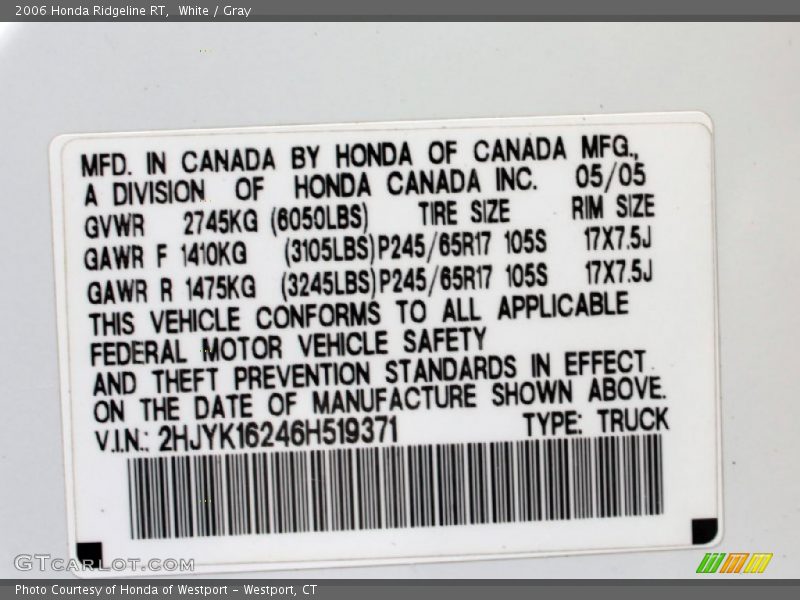 2006 Honda Ridgeline RT,  White / Gray
MFD. IN CANADA BY HONDA OF CANADA MFG.,
A DIVISION OF HONDA CANADA INC. 05/05
GVWR 2745KG (6050LBS) TIRE SIZE RIM SIZE
GAWR F 1410KG (3105LBS) P245/65R17 105S 17X7.5J
GAWR R 1475KG (3245LBS) P245/65R17 105S 17X7.5J
THIS VEHICLE CONFORMS TO ALL APPLICABLE
FEDERAL MOTOR VEHICLE SAFETY
AND THEFT PREVENTION STANDARDS IN EFFECT
ON THE DATE OF MANUFACTURE SHOWN ABOVE.
V.I.N.: 2HJYK16246H519371 TYPE: TRUCK
GTCARLOT.COM
Photo Courtesy of Honda of Westport - Westport, CT